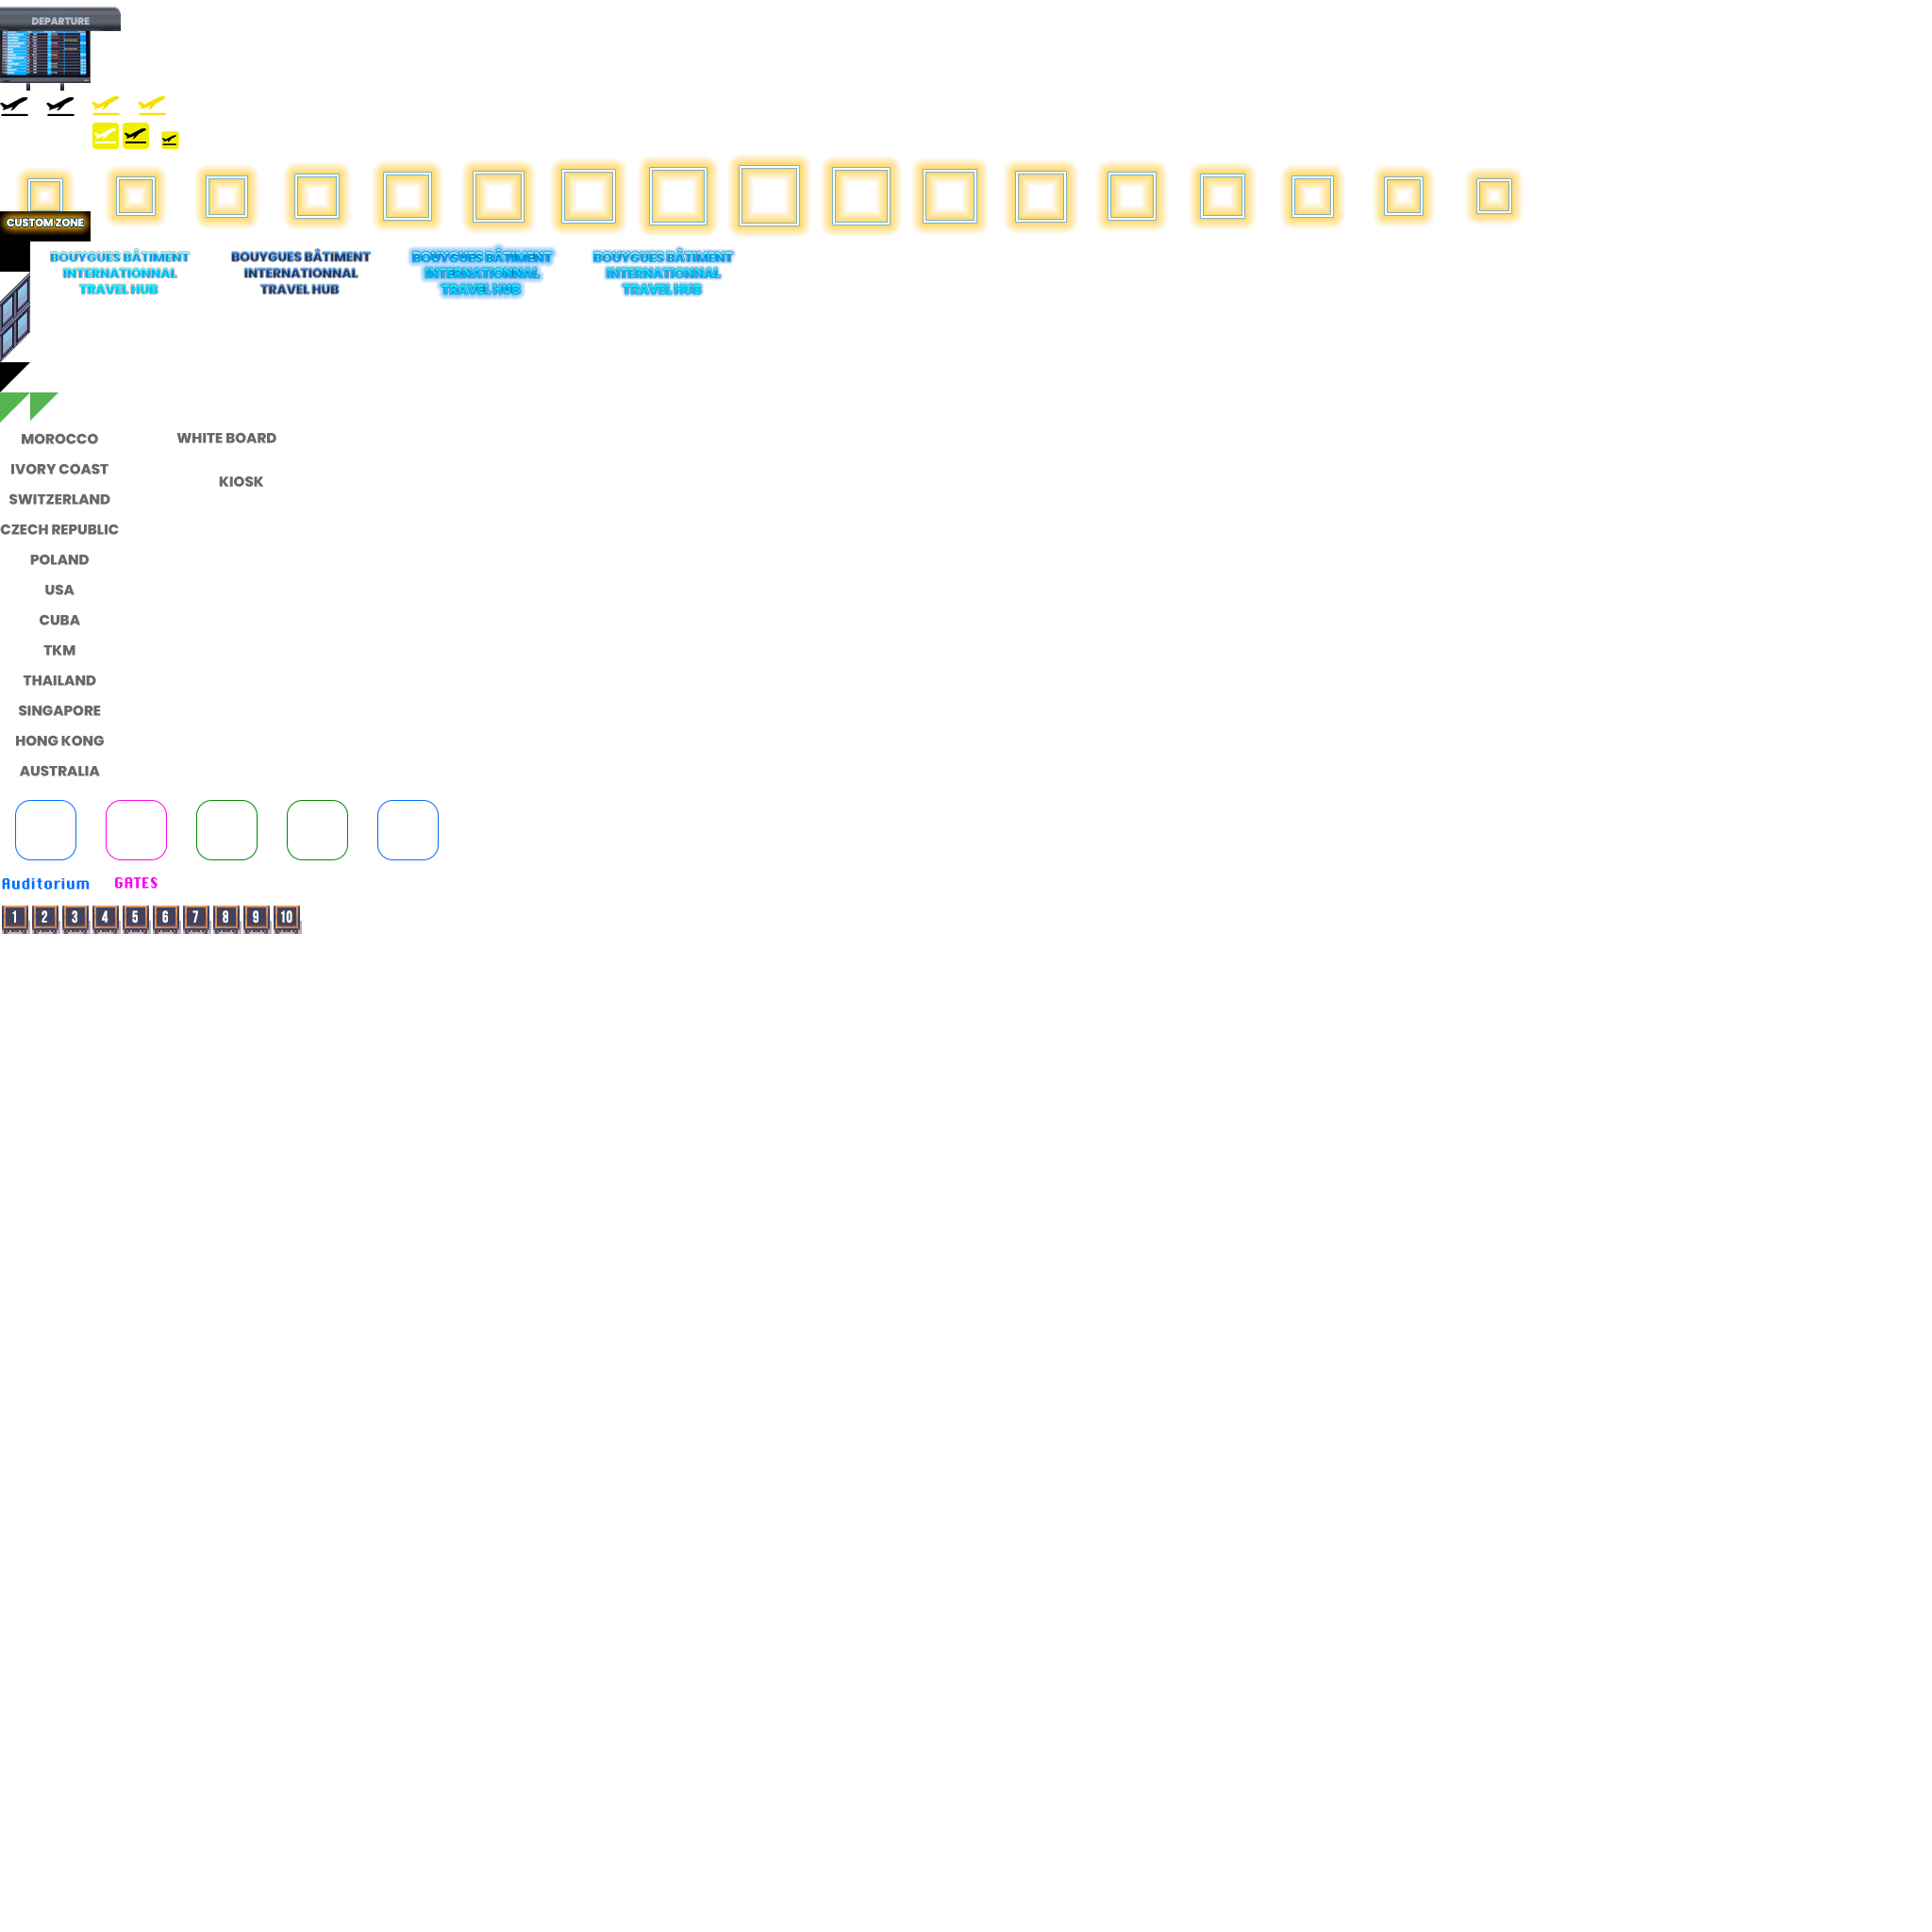 DEPARTURE
CUSTOM ZONE
BOUYGUES BÂTIMENT
INTERNATIONNAL
TRAVEL HUB
BOUYGUES BÂTIMENT
INTERNATIONNAL
TRAVEL HUB
BOUYGUES BÂTIMENT
INTERNATIONNAL
TRAVEL HUB
BOUYGUES BÂTIMENT
INTERNATIONNAL
TRAVEL HUB
MOROCCO
WHITE BOARD
IVORY COAST
KIOSK
SWITZERLAND
CZECH REPUBLIC
POLAND
USA
CUBA
TKM
THAILAND
SINGAPORE
HONG KONG
AUSTRALIA
Auditorium
GATES
1 2 3 4 5 6 7 8 9 10